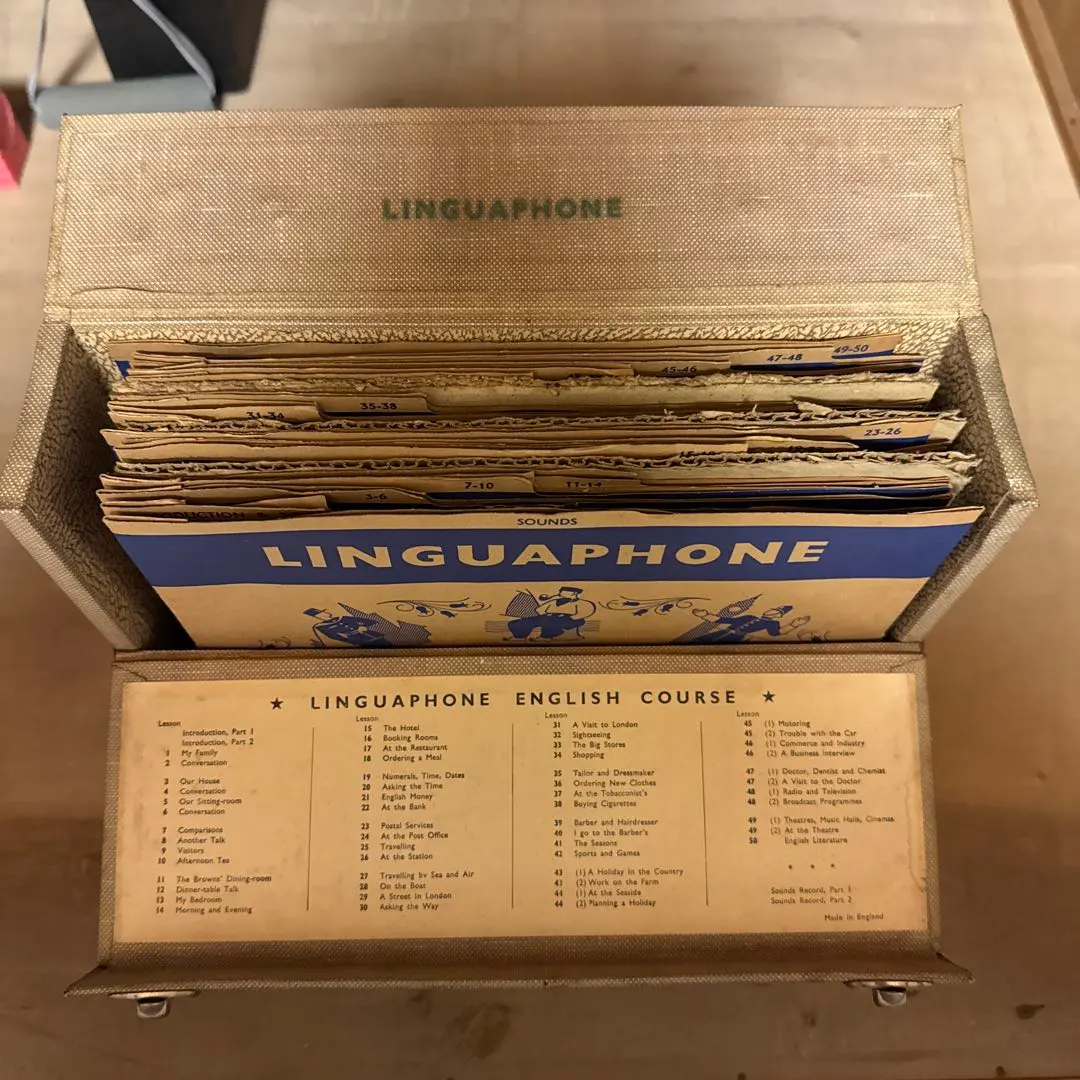 LINGUAPHONE
49-50
47-48
45-46
35-38
31-34
23-26
7-10
11-14
3-6
SOUNDS
LINGUAPHONE
★ LINGUAPHONE ENGLISH COURSE ★
Lesson
Introduction, Part 1
Introduction, Part 2
1 My Family
2 Conversation
3 Our House
4 Conversation
5 Our Sitting-room
6 Conversation
7 Comparisons
8 Another Talk
9 Visitors
10 Afternoon Tea
11 The Browns' Dining-room
12 Dinner-table Talk
13 My Bedroom
14 Morning and Evening
Lesson
15 The Hotel
16 Booking Rooms
17 At the Restaurant
18 Ordering a Meal
19 Numerals, Time, Dates
20 Asking the Time
21 English Money
22 At the Bank
23 Postal Services
24 At the Post Office
25 Travelling
26 At the Station
27 Travelling by Sea and Air
28 On the Boat
29 A Street in London
30 Asking the Way
Lesson
31 A Visit to London
32 Sightseeing
33 The Big Stores
34 Shopping
35 Tailor and Dressmaker
36 Ordering New Clothes
37 At the Tobacconist's
38 Buying Cigarettes
39 Barber and Hairdresser
40 I go to the Barber's
41 The Seasons
42 Sports and Games
43 (1) A Holiday in the Country
43 (2) Work on the Farm
44 (1) At the Seaside
44 (2) Planning a Holiday
Lesson
45 (1) Motoring
45 (2) Trouble with the Car
46 (1) Commerce and Industry
46 (2) A Business Interview
47 (1) Doctor, Dentist and Chemist
47 (2) A Visit to the Doctor
48 (1) Radio and Television
48 (2) Broadcast Programmes
49 (1) Theatres, Music Halls, Cinemas
49 (2) At the Theatre
50 English Literature
* * *
Sounds Record, Part 1
Sounds Record, Part 2
Made in England